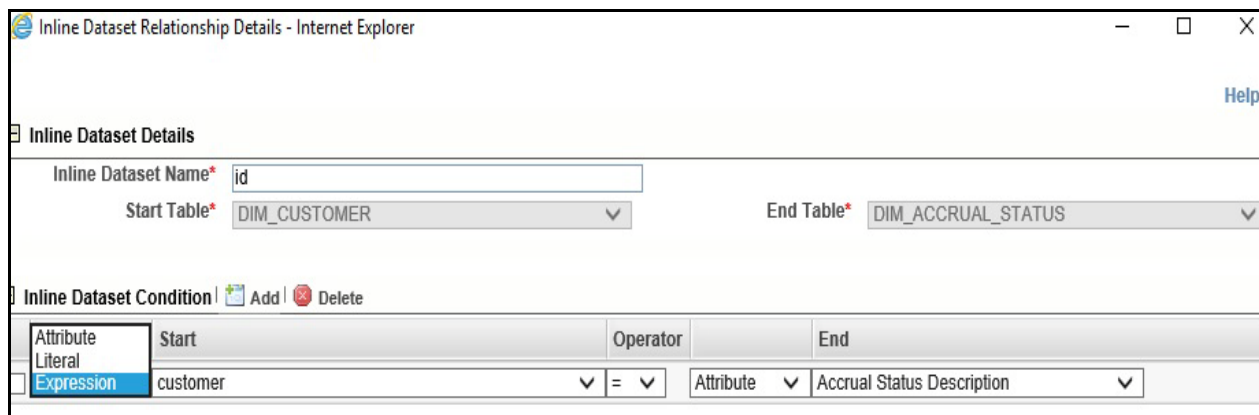 Inline Dataset Relationship Details - Internet Explorer
Help
Inline Dataset Details
Inline Dataset Name* id
Start Table* DIM_CUSTOMER End Table* DIM_ACCRUAL_STATUS
Inline Dataset Condition Add Delete
Attribute Start Operator End
Literal
Expression customer = Attribute Accrual Status Description